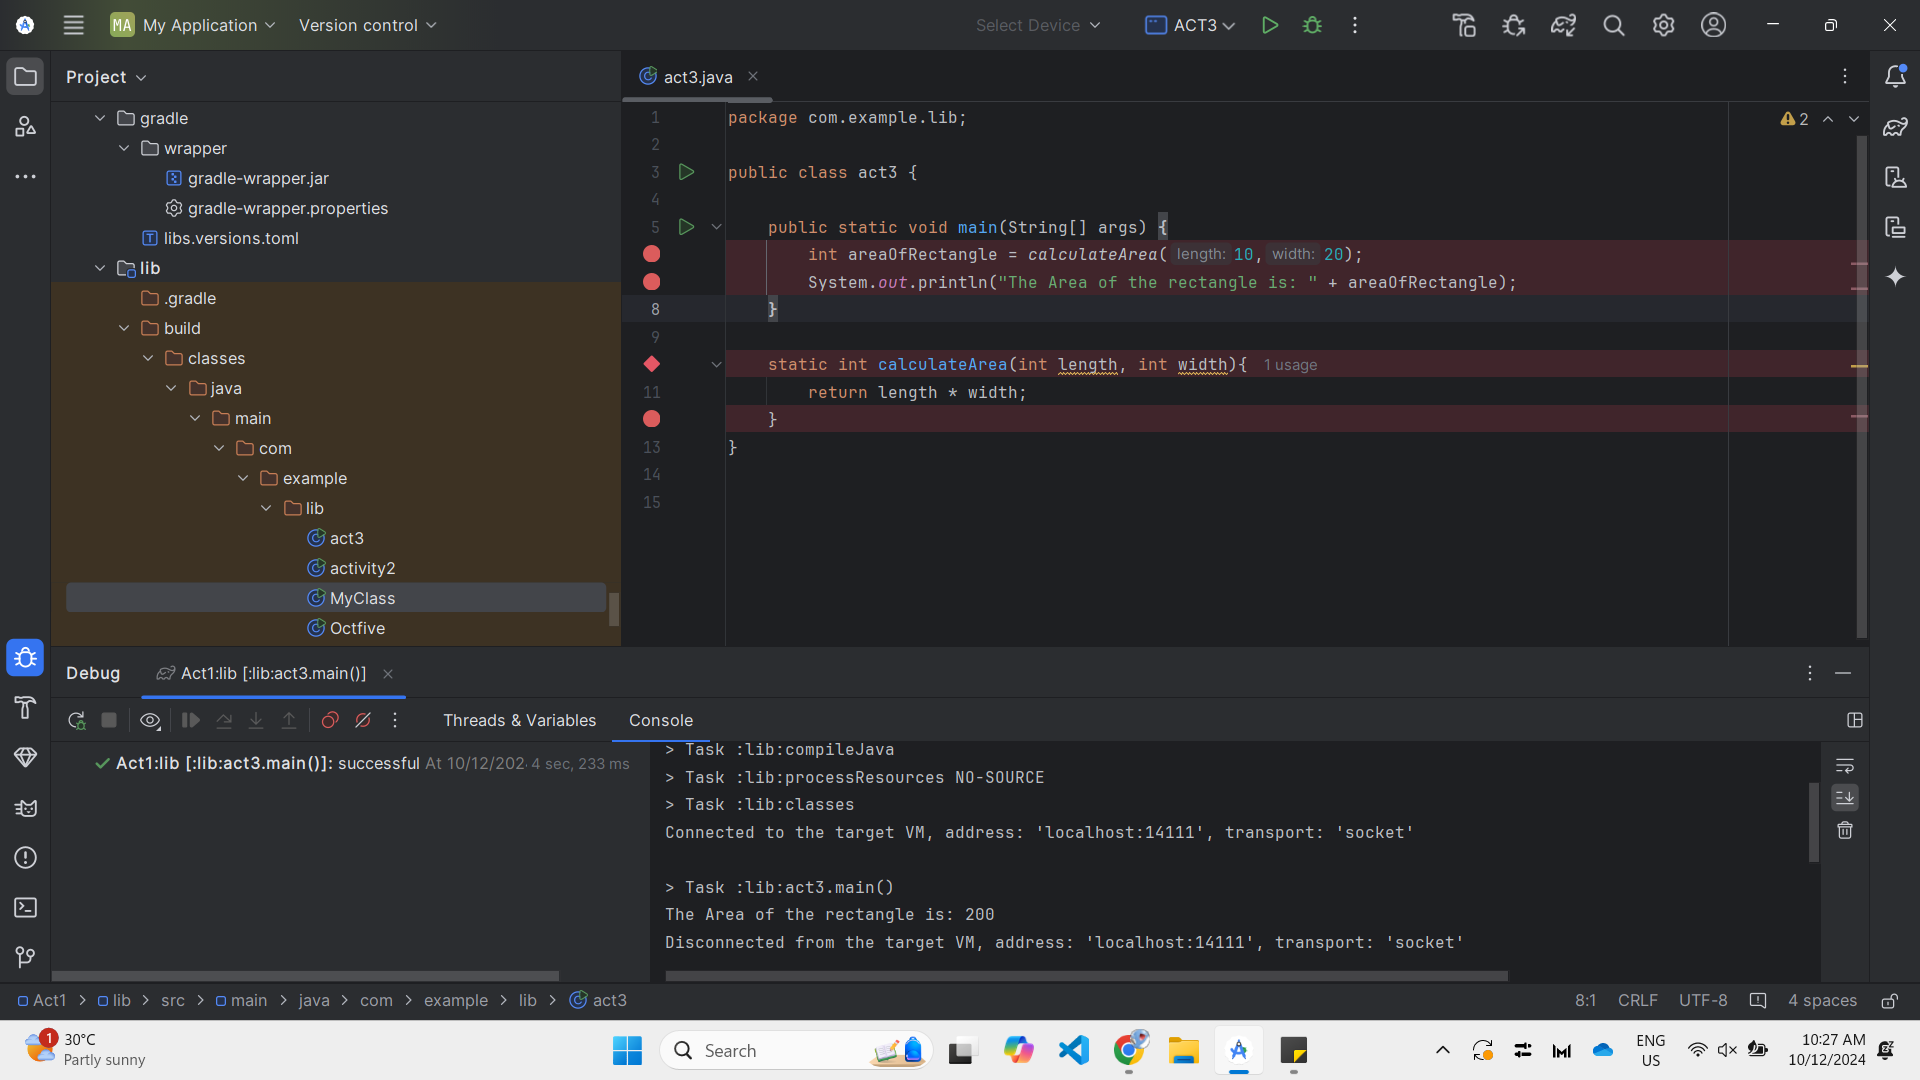 MA My Application Version control Select Device ACT3
Project
gradle
wrapper
gradle-wrapper.jar
gradle-wrapper.properties
libs.versions.toml
lib
.gradle
build
classes
java
main
com
example
lib
act3
activity2
MyClass
Octfive
act3.java
2
1 package com.example.lib;
2
3 public class act3 {
4
5 public static void main(String[] args) {
int areaOfRectangle = calculateArea( length: 10, width: 20);
System.out.println("The Area of the rectangle is: " + areaOfRectangle);
8 }
9
static int calculateArea(int length, int width){ 1 usage
11 return length * width;
}
13 }
14
15
Debug Act1:lib [:lib:act3.main()]
Threads & Variables Console
Act1:lib [:lib:act3.main()]: successful At 10/12/202 4 sec, 233 ms
> Task :lib:compileJava
> Task :lib:processResources NO-SOURCE
> Task :lib:classes
Connected to the target VM, address: 'localhost:14111', transport: 'socket'
> Task :lib:act3.main()
The Area of the rectangle is: 200
Disconnected from the target VM, address: 'localhost:14111', transport: 'socket'
Act1 > lib > src > main > java > com > example > lib > act3
8:1 CRLF UTF-8 4 spaces
1
30°C
Partly sunny
Search
ENG
US
10:27 AM
10/12/2024